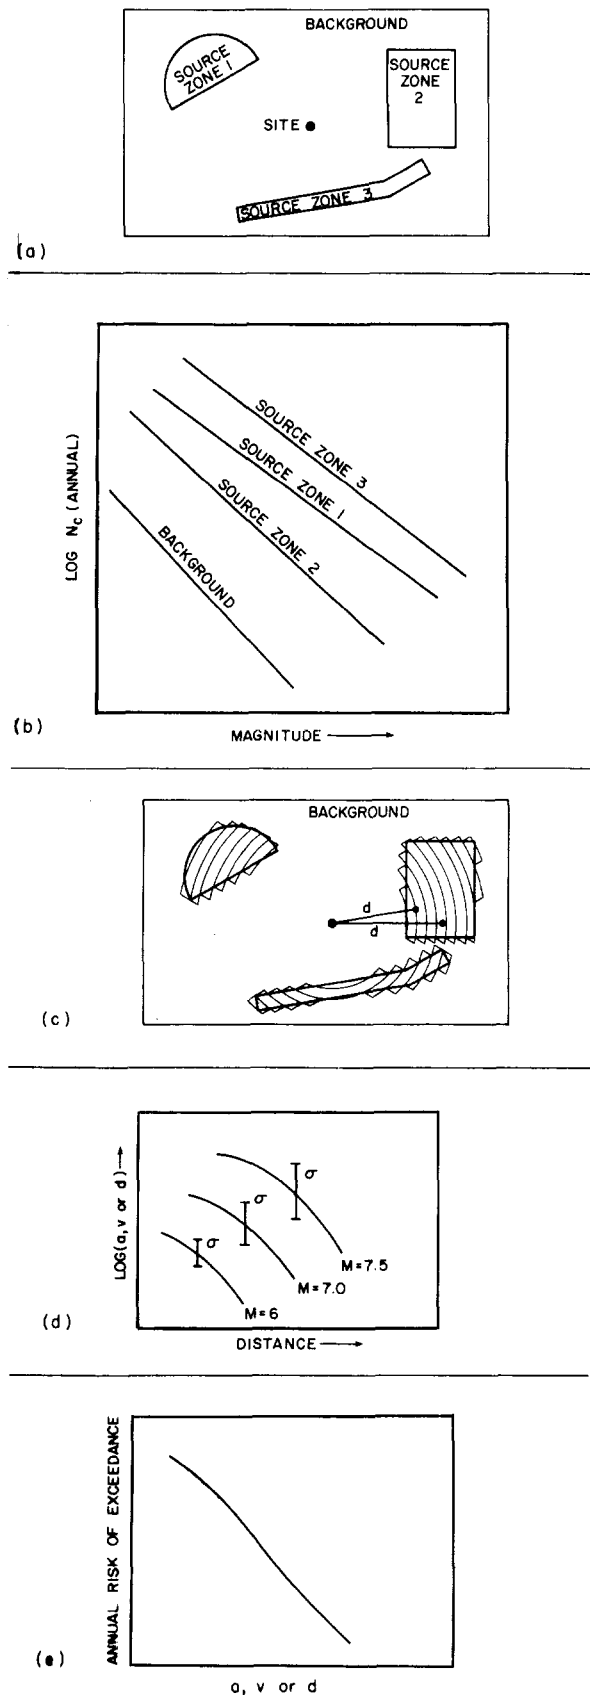 BACKGROUND
SOURCE
ZONE 1
SOURCE
ZONE
2
SITE
SOURCE ZONE 3
(a)
LOG Nc (ANNUAL)
SOURCE ZONE 3
SOURCE ZONE 1
SOURCE ZONE 2
BACKGROUND
(b)
MAGNITUDE
BACKGROUND
d
d
(c)
LOG(a,v or d)
σ
σ
σ
M=7.5
M=7.0
M=6
(d)
DISTANCE
ANNUAL RISK OF EXCEEDANCE
(e)
a, v or d